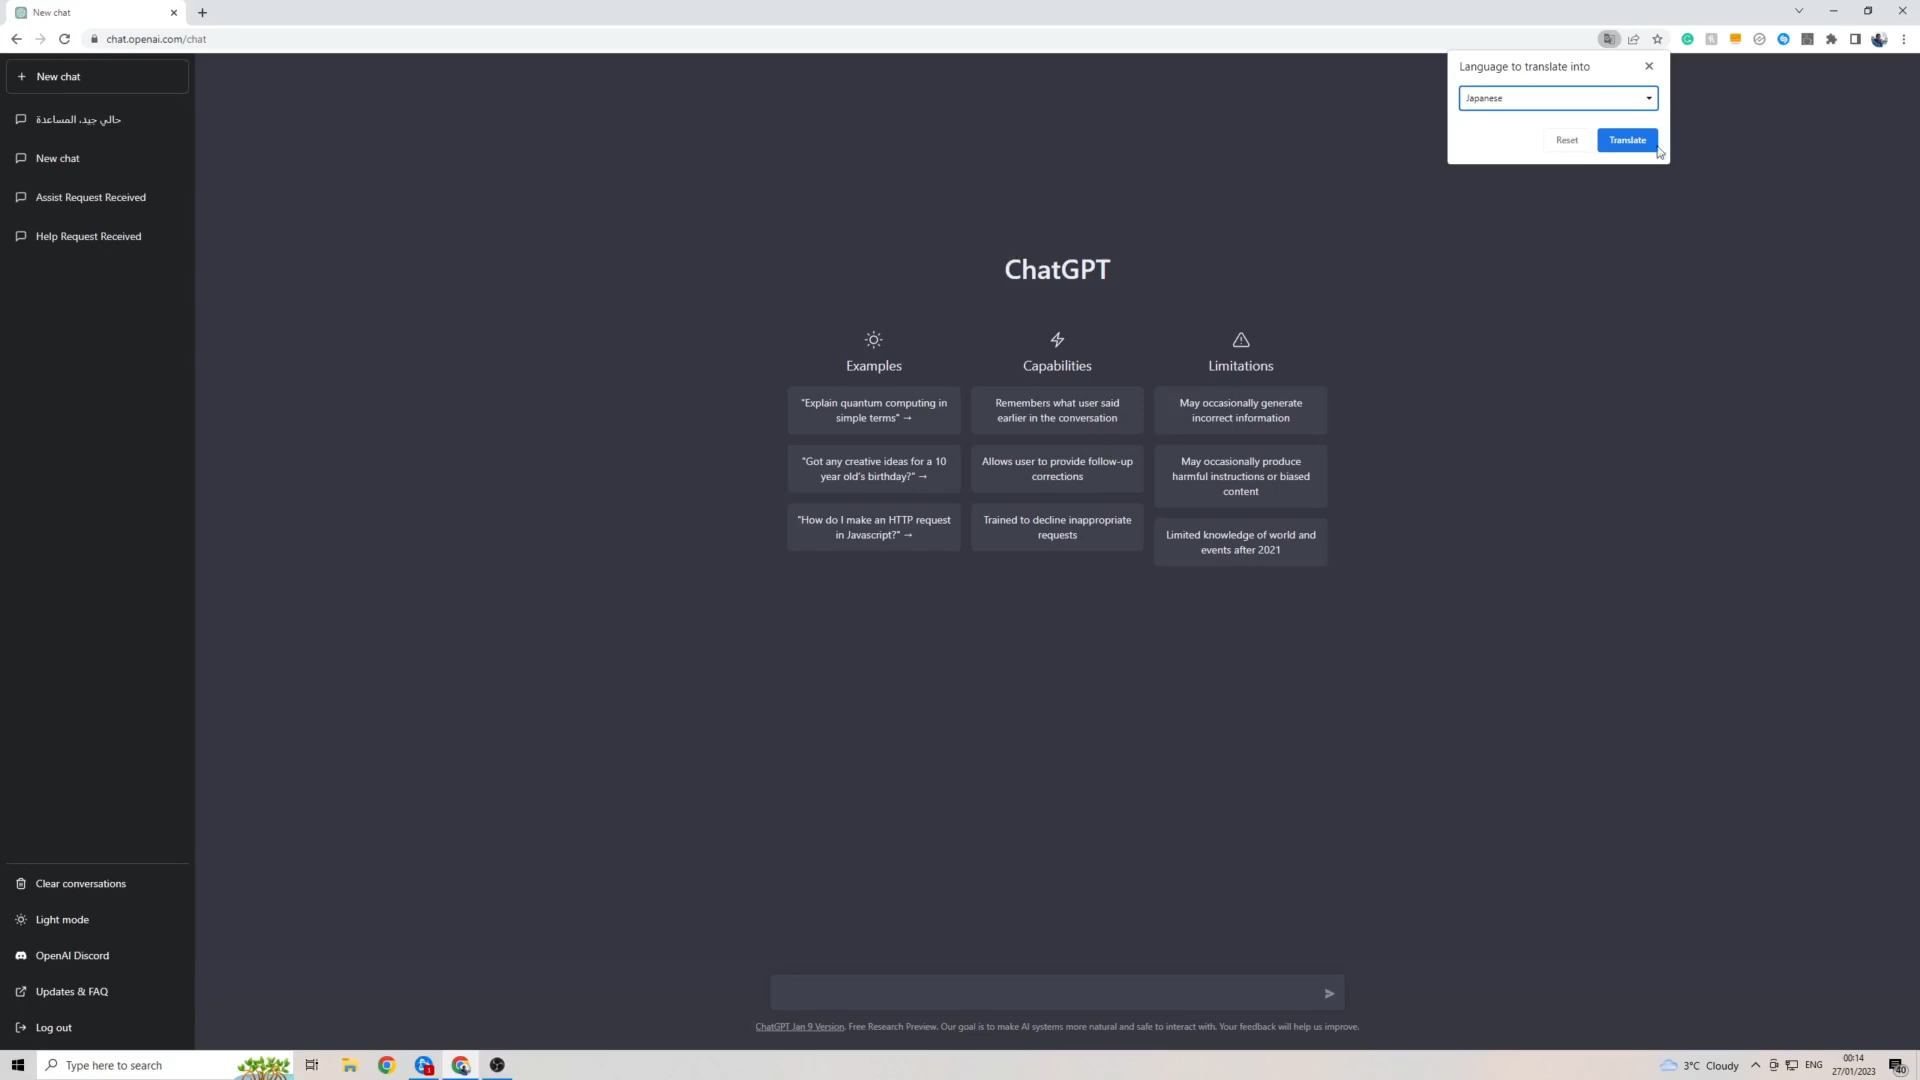 New chat
chat.openai.com/chat
Language to translate into
Japanese
Reset
Translate
New chat
حالي جيد، المساعدة
New chat
Assist Request Received
Help Request Received
ChatGPT
Examples
"Explain quantum computing in
simple terms" →
"Got any creative ideas for a 10
year old's birthday?" →
"How do I make an HTTP request
in Javascript?" →
Capabilities
Remembers what user said
earlier in the conversation
Allows user to provide follow-up
corrections
Trained to decline inappropriate
requests
Limitations
May occasionally generate
incorrect information
May occasionally produce
harmful instructions or biased
content
Limited knowledge of world and
events after 2021
Clear conversations
Light mode
OpenAI Discord
Updates & FAQ
Log out
ChatGPT Jan 9 Version. Free Research Preview. Our goal is to make AI systems more natural and safe to interact with. Your feedback will help us improve.
Type here to search
1
3°C Cloudy
ENG
00:14
27/01/2023
40